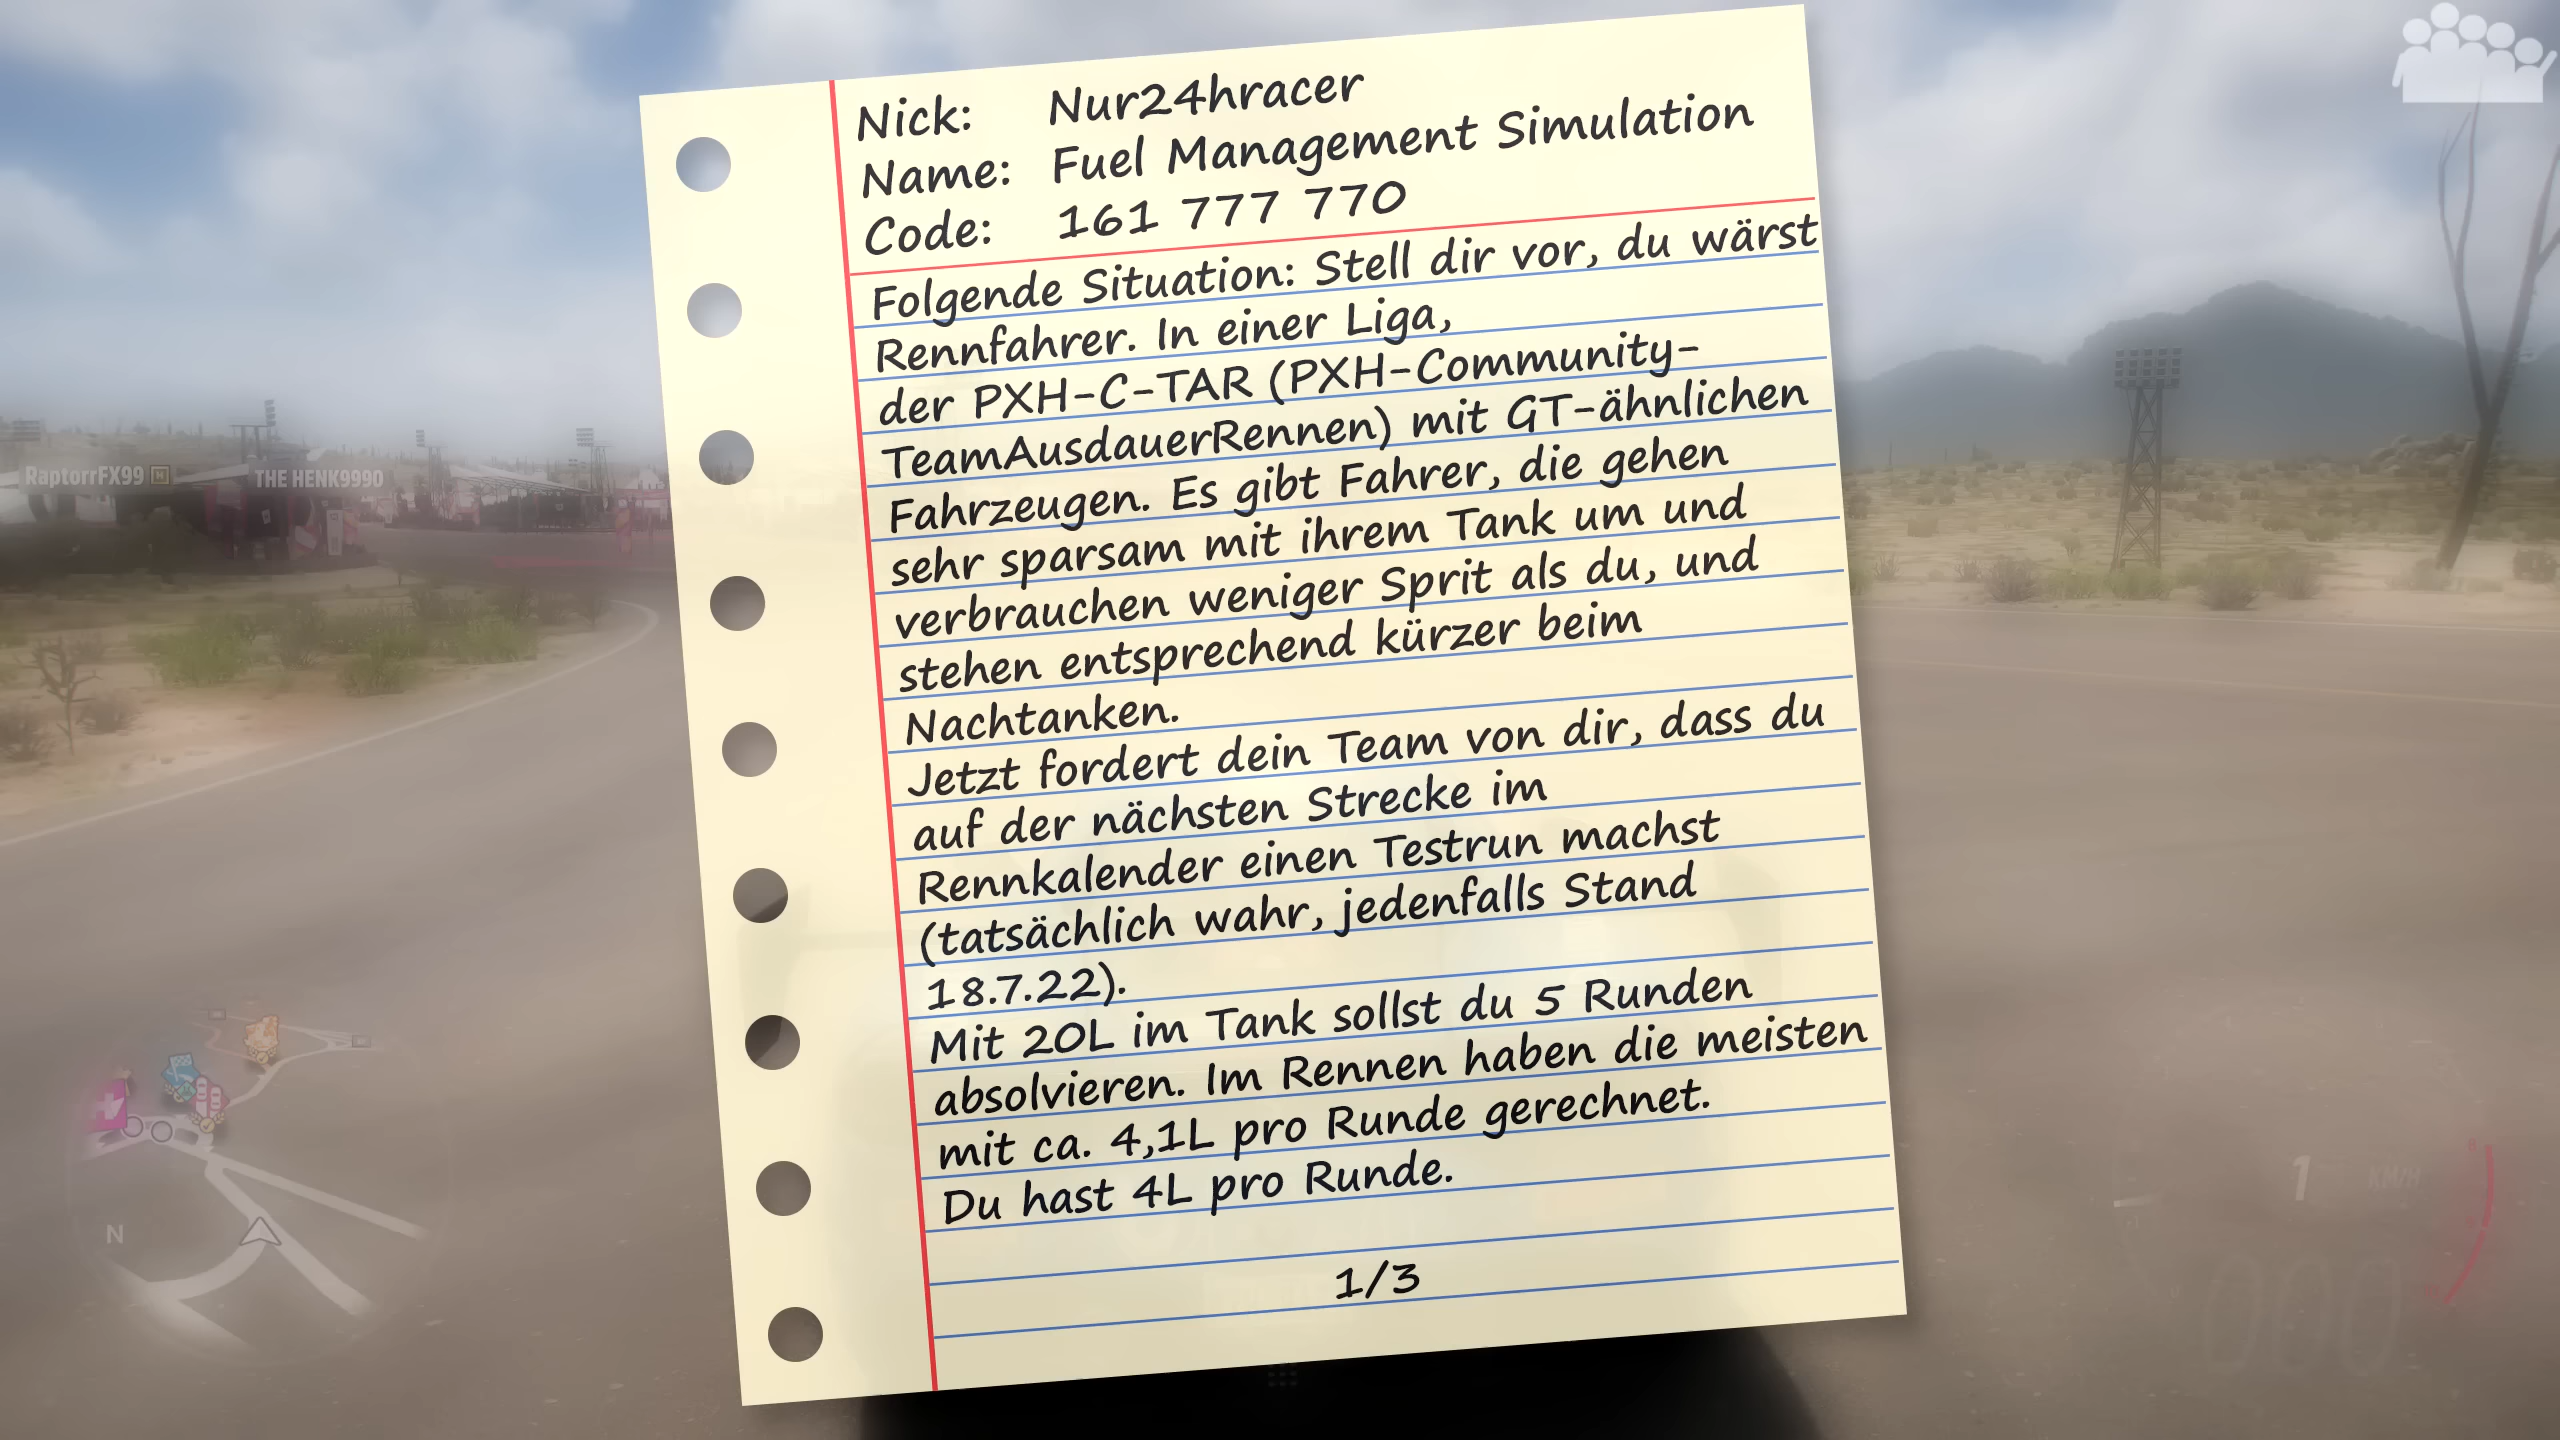 Nick: Nur24hracer
Name: Fuel Management Simulation
Code: 161 777 770
Folgende Situation: Stell dir vor, du wärst
Rennfahrer. In einer Liga,
der PXH-C-TAR (PXH-Community-
TeamAusdauerRennen) mit GT-ähnlichen
Fahrzeugen. Es gibt Fahrer, die gehen
sehr sparsam mit ihrem Tank um und
verbrauchen weniger Sprit als du, und
stehen entsprechend kürzer beim
Nachtanken.
Jetzt fordert dein Team von dir, dass du
auf der nächsten Strecke im
Rennkalender einen Testrun machst
(tatsächlich wahr, jedenfalls Stand
18.7.22).
Mit 20L im Tank sollst du 5 Runden
absolvieren. Im Rennen haben die meisten
mit ca. 4,1L pro Runde gerechnet.
Du hast 4L pro Runde.
1/3
RaptorrFX99 H
THE HENK9990
N
1 KM/H
000